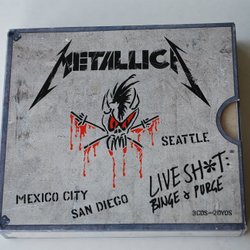 METALLICA
SEATTLE
MEXICO CITY
SAN DIEGO
LIVE SH*T:
BINGE & PURGE
3CDS-2DVDS